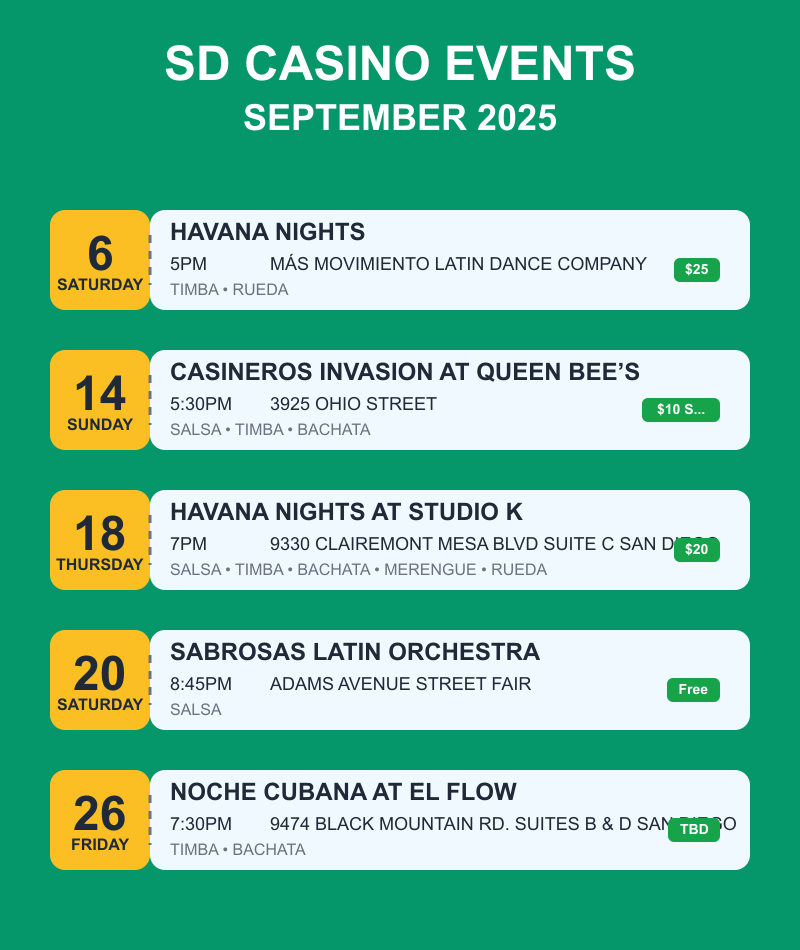 SD CASINO EVENTS
SEPTEMBER 2025
6
SATURDAY
HAVANA NIGHTS
5PM MÁS MOVIMIENTO LATIN DANCE COMPANY $25
TIMBA • RUEDA
14
SUNDAY
CASINEROS INVASION AT QUEEN BEE’S
5:30PM 3925 OHIO STREET $10 S...
SALSA • TIMBA • BACHATA
18
THURSDAY
HAVANA NIGHTS AT STUDIO K
7PM 9330 CLAIREMONT MESA BLVD SUITE C SAN DIEGO $20
SALSA • TIMBA • BACHATA • MERENGUE • RUEDA
20
SATURDAY
SABROSAS LATIN ORCHESTRA
8:45PM ADAMS AVENUE STREET FAIR Free
SALSA
26
FRIDAY
NOCHE CUBANA AT EL FLOW
7:30PM 9474 BLACK MOUNTAIN RD. SUITES B & D SAN DIEGO TBD
TIMBA • BACHATA